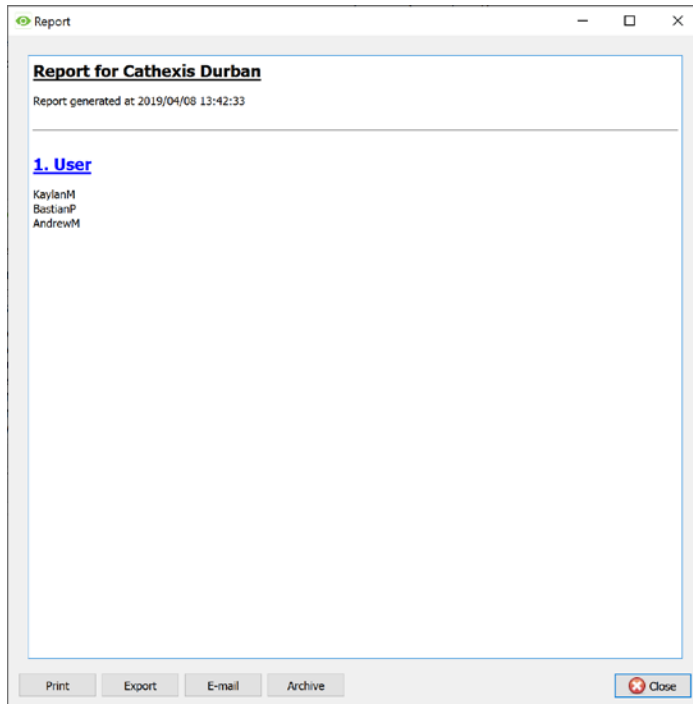 Report
Report for Cathexis Durban
Report generated at 2019/04/08 13:42:33
1. User
KaylanM
BastianP
AndrewM
Print Export E-mail Archive Close